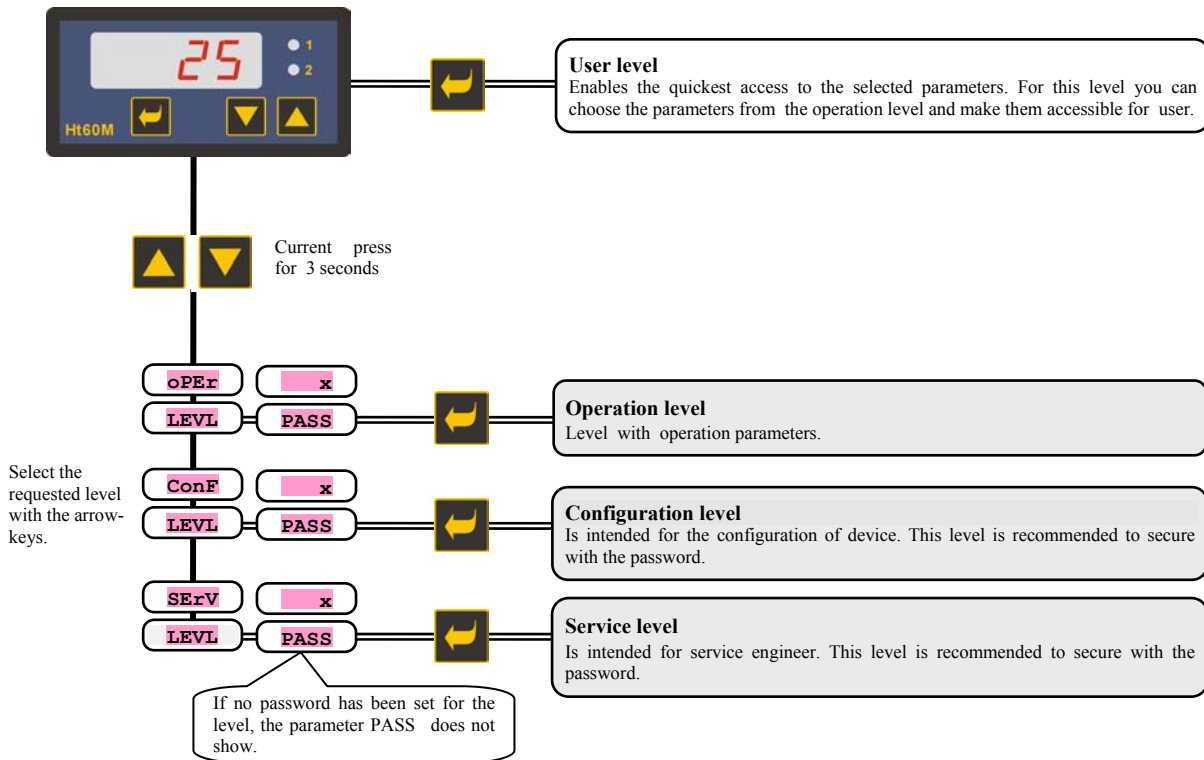 25
1
2
Ht60M
User level
Enables the quickest access to the selected parameters. For this level you can
choose the parameters from the operation level and make them accessible for user.
Current press
for 3 seconds
oPEr x
LEVL PASS
Operation level
Level with operation parameters.
Select the
requested level
with the arrow-
keys.
ConF x
LEVL PASS
Configuration level
Is intended for the configuration of device. This level is recommended to secure
with the password.
SErV x
LEVL PASS
Service level
Is intended for service engineer. This level is recommended to secure with the
password.
If no password has been set for the
level, the parameter PASS does not
show.